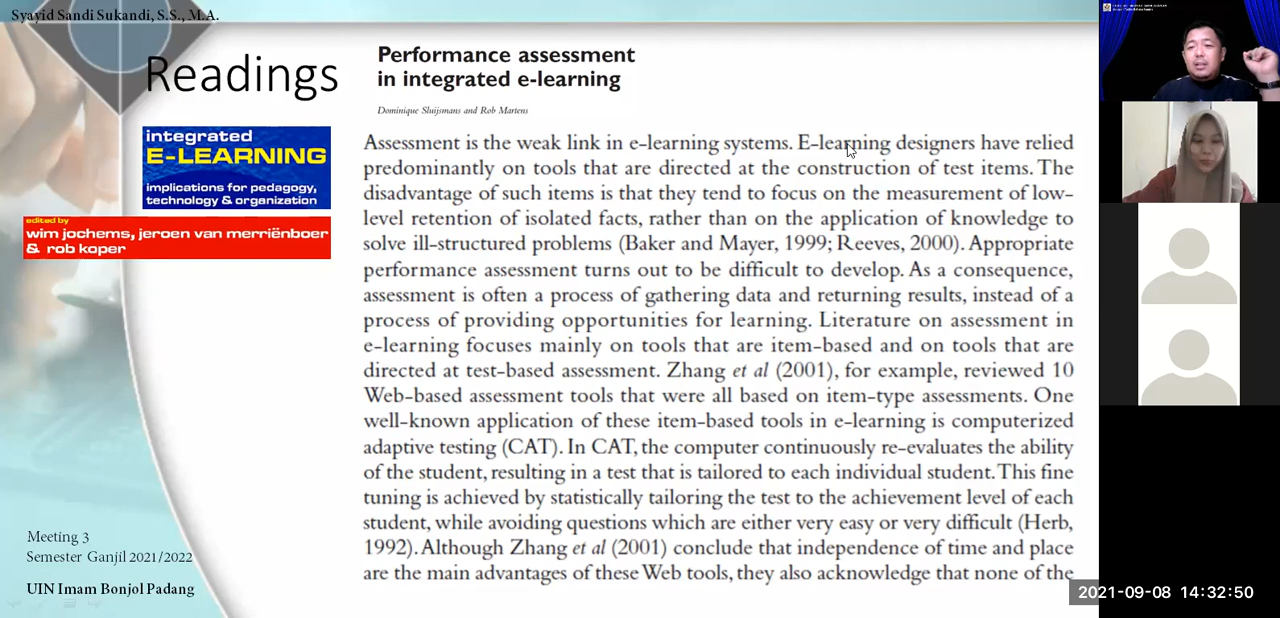 Syayid Sandi Sukandi, S.S., M.A.
Readings
integrated
E-LEARNING
implications for pedagogy,
technology & organization
edited by
wim jochems, jeroen van merriënboer
& rob koper
Performance assessment
in integrated e-learning
Dominique Sluijsmans and Rob Martens
Assessment is the weak link in e-learning systems. E-learning designers have relied
predominantly on tools that are directed at the construction of test items. The
disadvantage of such items is that they tend to focus on the measurement of low-
level retention of isolated facts, rather than on the application of knowledge to
solve ill-structured problems (Baker and Mayer, 1999; Reeves, 2000). Appropriate
performance assessment turns out to be difficult to develop. As a consequence,
assessment is often a process of gathering data and returning results, instead of a
process of providing opportunities for learning. Literature on assessment in
e-learning focuses mainly on tools that are item-based and on tools that are
directed at test-based assessment. Zhang et al (2001), for example, reviewed 10
Web-based assessment tools that were all based on item-type assessments. One
well-known application of these item-based tools in e-learning is computerized
adaptive testing (CAT). In CAT, the computer continuously re-evaluates the ability
of the student, resulting in a test that is tailored to each individual student. This fine
tuning is achieved by statistically tailoring the test to the achievement level of each
student, while avoiding questions which are either very easy or very difficult (Herb,
1992). Although Zhang et al (2001) conclude that independence of time and place
are the main advantages of these Web tools, they also acknowledge that none of the
Meeting 3
Semester Ganjil 2021/2022
UIN Imam Bonjol Padang
2021-09-08 14:32:50